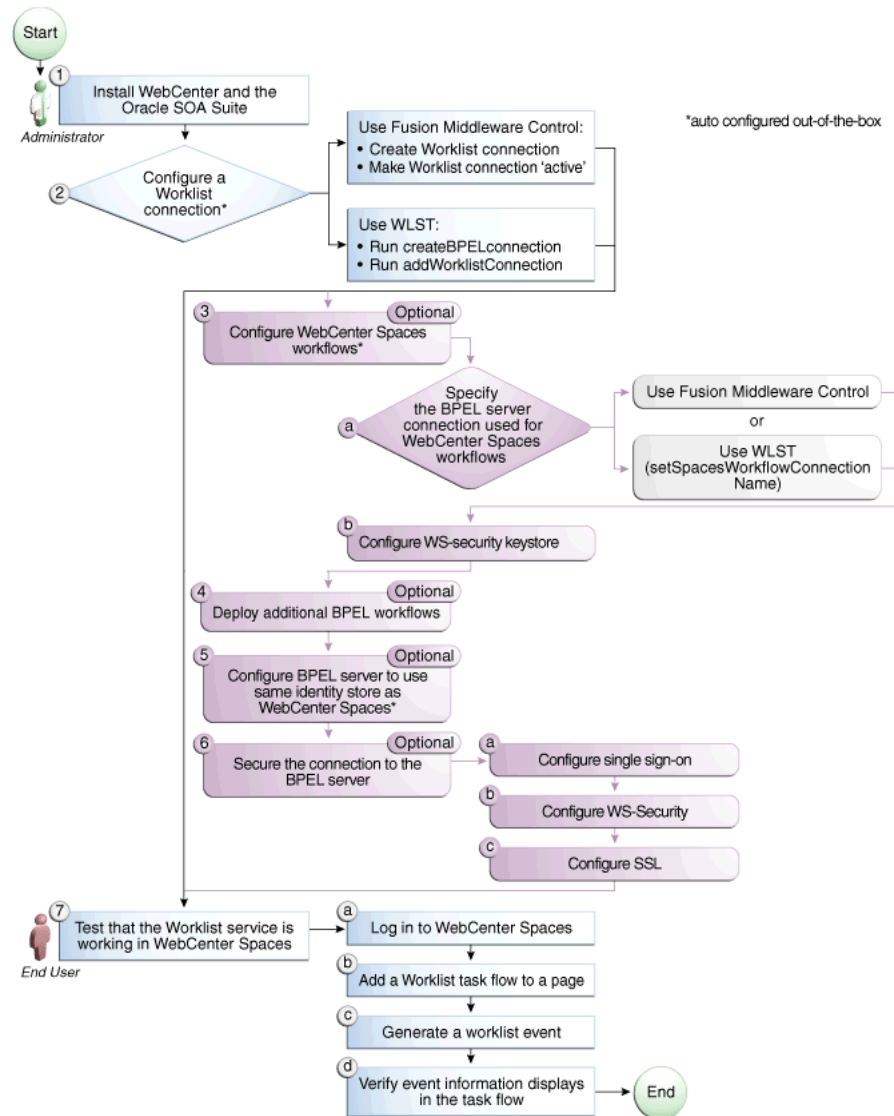 Start
1
Install WebCenter and the
Oracle SOA Suite
Administrator
*auto configured out-of-the-box
2
Configure a
Worklist
connection*
Use Fusion Middleware Control:
• Create Worklist connection
• Make Worklist connection ‘active’
Use WLST:
• Run createBPELconnection
• Run addWorklistConnection
3
Optional
Configure WebCenter Spaces
workflows*
a
Specify
the BPEL server
connection used for
WebCenter Spaces
workflows
Use Fusion Middleware Control
or
Use WLST
(setSpacesWorkflowConnection
Name)
b
Configure WS-security keystore
4
Optional
Deploy additional BPEL workflows
5
Optional
Configure BPEL server to use
same identity store as
WebCenter Spaces*
6
Optional
Secure the connection to the
BPEL server
a
Configure single sign-on
b
Configure WS-Security
c
Configure SSL
7
Test that the Worklist service is
working in WebCenter Spaces
End User
a
Log in to WebCenter Spaces
b
Add a Worklist task flow to a page
c
Generate a worklist event
d
Verify event information displays
in the task flow
End